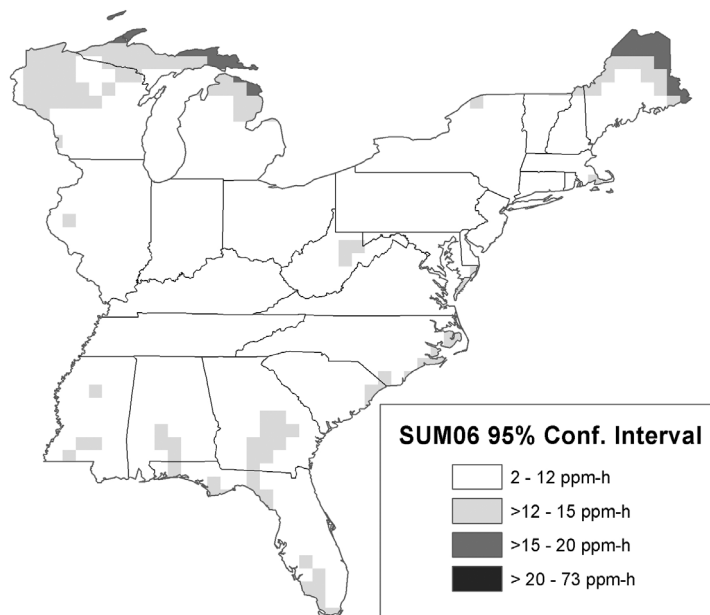 SUM06 95% Conf. Interval
2 - 12 ppm-h
>12 - 15 ppm-h
>15 - 20 ppm-h
> 20 - 73 ppm-h